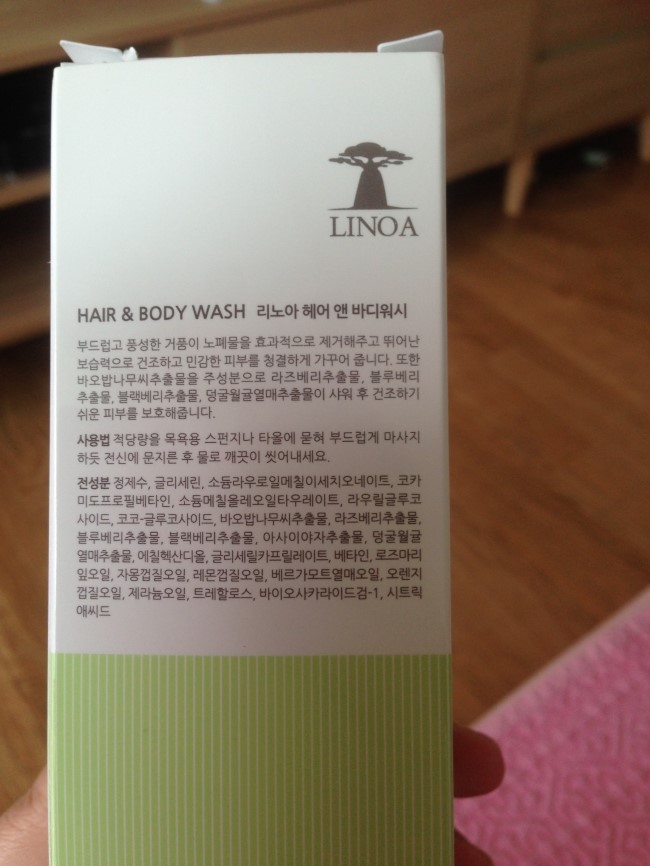 LINOA
HAIR & BODY WASH 리노아 헤어 앤 바디워시
부드럽고 풍성한 거품이 노폐물을 효과적으로 제거해주고 뛰어난
보습력으로 건조하고 민감한 피부를 청결하게 가꾸어 줍니다. 또한
바오밥나무씨추출물을 주성분으로 라즈베리추출물, 블루베리
추출물, 블랙베리추출물, 덩굴월귤열매추출물이 샤워 후 건조하기
쉬운 피부를 보호해줍니다.
사용법 적당량을 목욕용 스펀지나 타올에 묻혀 부드럽게 마사지
하듯 전신에 문지른 후 물로 깨끗이 씻어내세요.
전성분 정제수, 글리세린, 소듐라우로일메칠이세치오네이트, 코카
미도프로필베타인, 소듐메칠올레오일타우레이트, 라우릴글루코
사이드, 코코-글루코사이드, 바오밥나무씨추출물, 라즈베리추출물,
블루베리추출물, 블랙베리추출물, 아사이야자추출물, 덩굴월귤
열매추출물, 에칠헥산디올, 글리세릴카프릴레이트, 베타인, 로즈마리
잎오일, 자몽껍질오일, 레몬껍질오일, 베르가모트열매오일, 오렌지
껍질오일, 제라늄오일, 트레할로스, 바이오사카라이드검-1, 시트릭
애씨드